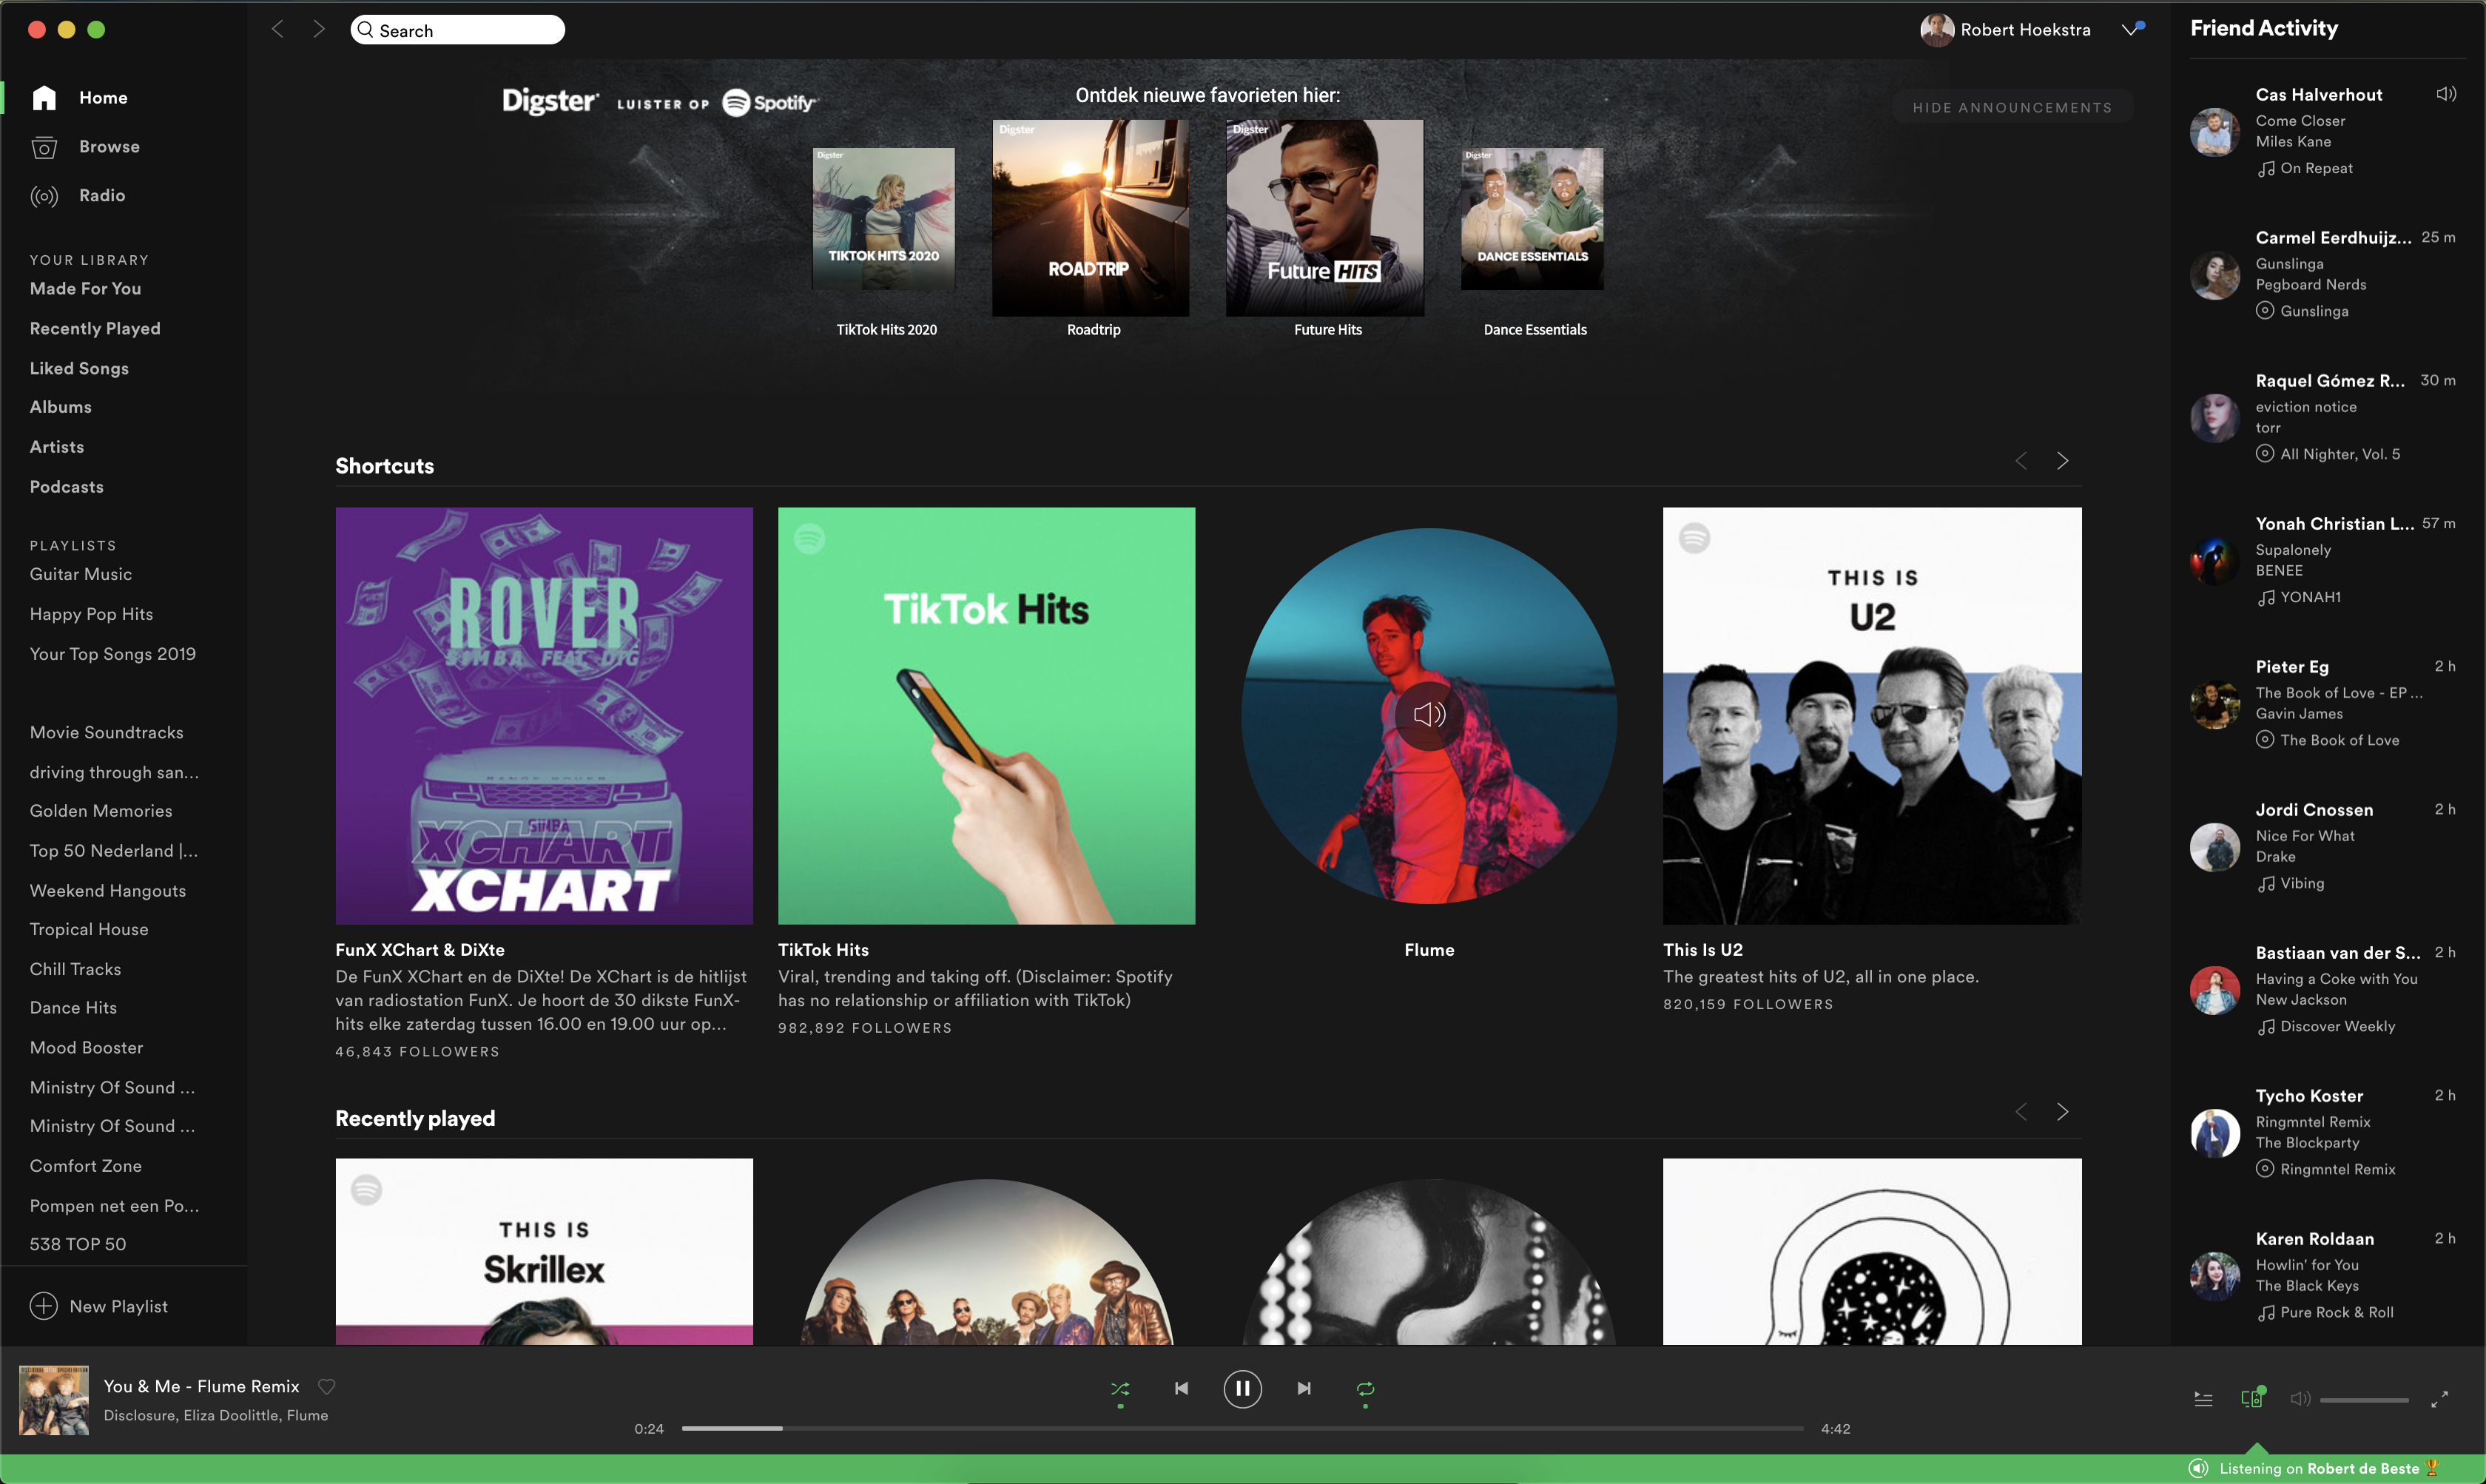 Search
Robert Hoekstra
Home
Browse
Radio
YOUR LIBRARY
Made For You
Recently Played
Liked Songs
Albums
Artists
Podcasts
PLAYLISTS
Guitar Music
Happy Pop Hits
Your Top Songs 2019
Movie Soundtracks
driving through san...
Golden Memories
Top 50 Nederland |...
Weekend Hangouts
Tropical House
Chill Tracks
Dance Hits
Mood Booster
Ministry Of Sound ...
Ministry Of Sound ...
Comfort Zone
Pompen net een Po...
538 TOP 50
New Playlist
Digster LUISTER OP Spotify
Ontdek nieuwe favorieten hier:
HIDE ANNOUNCEMENTS
Digster
TIKTOK HITS 2020
TikTok Hits 2020
Digster
ROADTRIP
Roadtrip
Digster
Future HITS
Future Hits
Digster
DANCE ESSENTIALS
Dance Essentials
Shortcuts
ROVER
SIMBA FEAT. DTG
SIMBA
XCHART
XCHART
FunX XChart & DiXte
De FunX XChart en de DiXte! De XChart is de hitlijst
van radiostation FunX. Je hoort de 30 dikste FunX-
hits elke zaterdag tussen 16.00 en 19.00 uur op...
46,843 FOLLOWERS
TikTok Hits
TikTok Hits
Viral, trending and taking off. (Disclaimer: Spotify
has no relationship or affiliation with TikTok)
982,892 FOLLOWERS
Flume
THIS IS
U2
This Is U2
The greatest hits of U2, all in one place.
820,159 FOLLOWERS
Recently played
THIS IS
Skrillex
Friend Activity
Cas Halverhout
Come Closer
Miles Kane
On Repeat
Carmel Eerdhuijz... 25 m
Gunslinga
Pegboard Nerds
Gunslinga
Raquel Gómez R... 30 m
eviction notice
torr
All Nighter, Vol. 5
Yonah Christian L... 57 m
Supalonely
BENEE
YONAH1
Pieter Eg 2 h
The Book of Love - EP ...
Gavin James
The Book of Love
Jordi Cnossen 2 h
Nice For What
Drake
Vibing
Bastiaan van der S... 2 h
Having a Coke with You
New Jackson
Discover Weekly
Tycho Koster 2 h
Ringmntel Remix
The Blockparty
Ringmntel Remix
Karen Roldaan 2 h
Howlin' for You
The Black Keys
Pure Rock & Roll
You & Me - Flume Remix
Disclosure, Eliza Doolittle, Flume
0:24
4:42
Listening on Robert de Beste 🏆